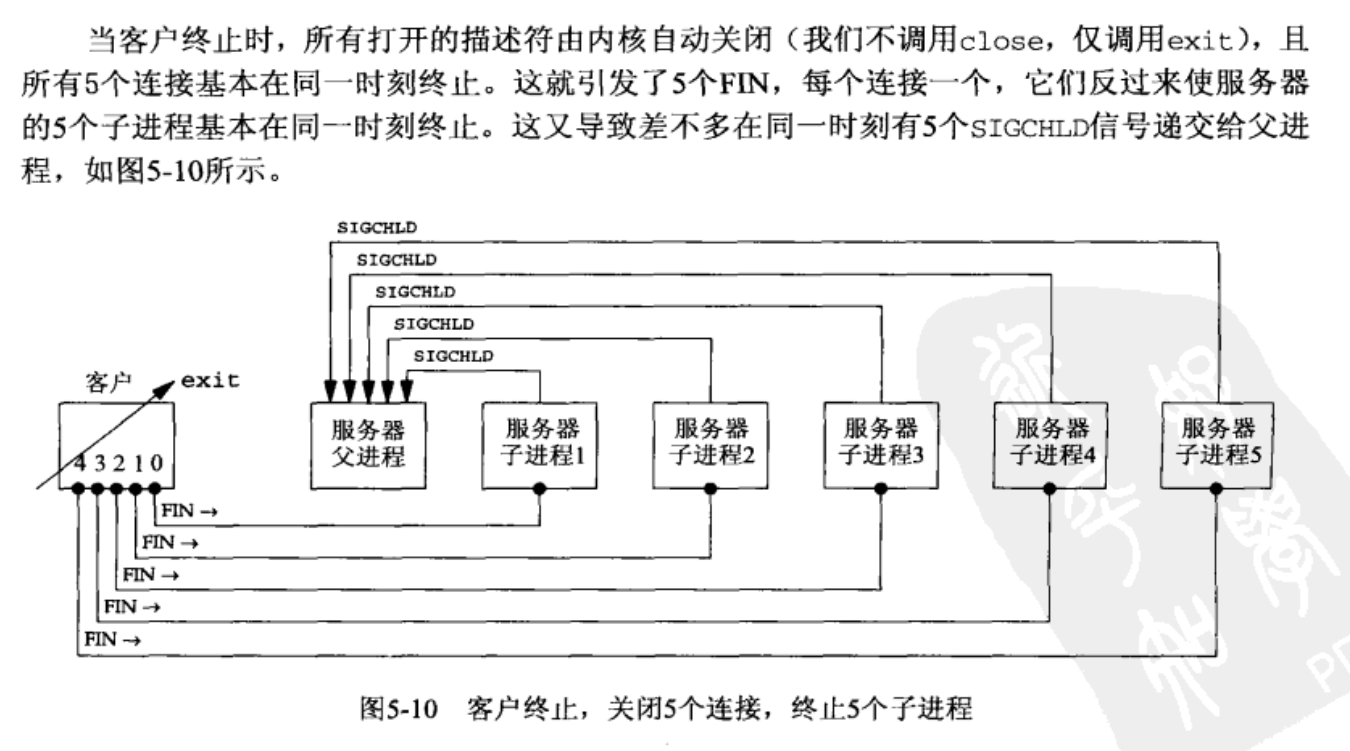 当客户终止时，所有打开的描述符由内核自动关闭（我们不调用close，仅调用exit），且
所有5个连接基本在同一时刻终止。这就引发了5个FIN，每个连接一个，它们反过来使服务器
的5个子进程基本在同一时刻终止。这又导致差不多在同一时刻有5个SIGCHLD信号递交给父进
程，如图5-10所示。
SIGCHLD
SIGCHLD
SIGCHLD
SIGCHLD
SIGCHLD
客户 exit
服务器 服务器 服务器 服务器 服务器 服务器
父进程 子进程1 子进程2 子进程3 子进程4 子进程5
4 3 2 1 0
FIN →
FIN →
FIN →
FIN →
FIN →
图5-10 客户终止，关闭5个连接，终止5个子进程